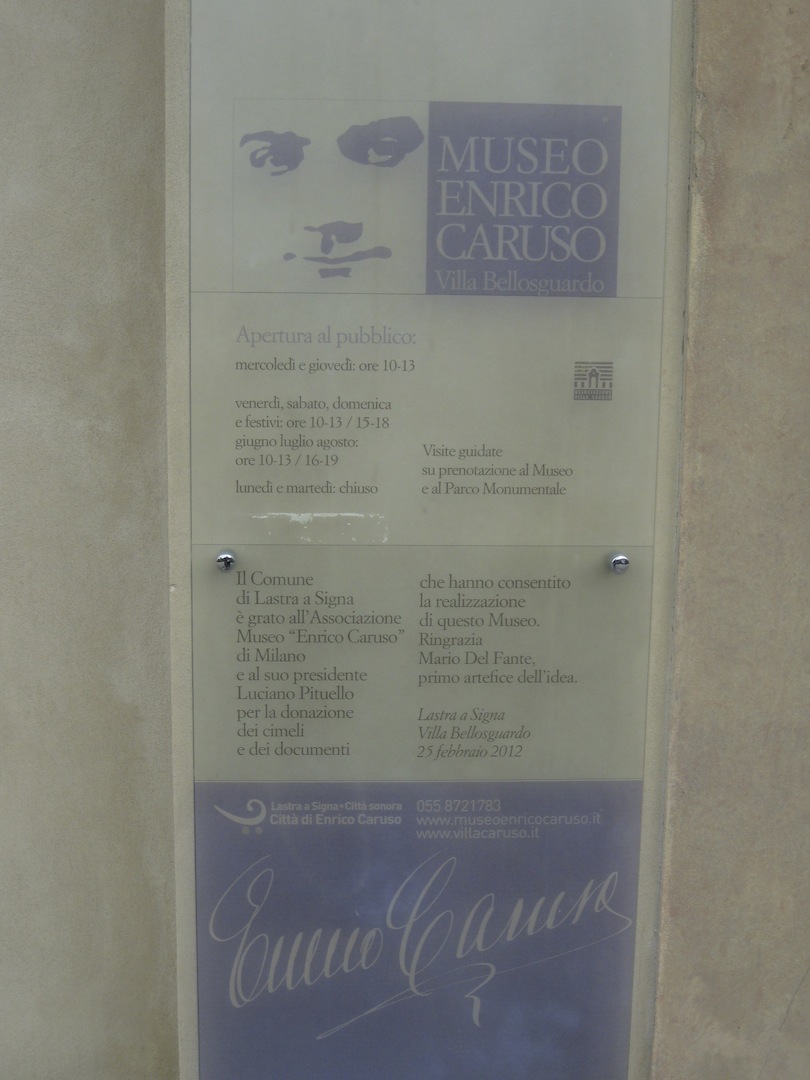 MUSEO
ENRICO
CARUSO
Villa Bellosguardo
Apertura al pubblico:
mercoledì e giovedì: ore 10-13
venerdì, sabato, domenica
e festivi: ore 10-13 / 15-18
giugno luglio agosto:
ore 10-13 / 16-19
lunedì e martedì: chiuso
Visite guidate
su prenotazione al Museo
e al Parco Monumentale
Il Comune
di Lastra a Signa
è grato all'Associazione
Museo "Enrico Caruso"
di Milano
e al suo presidente
Luciano Pituello
per la donazione
dei cimeli
e dei documenti
che hanno consentito
la realizzazione
di questo Museo.
Ringrazia
Mario Del Fante,
primo artefice dell'idea.
Lastra a Signa
Villa Bellosguardo
25 febbraio 2012
Lastra a Signa•Città sonora
Città di Enrico Caruso
055 8721783
www.museoenricocaruso.it
www.villacaruso.it
Enrico Caruso